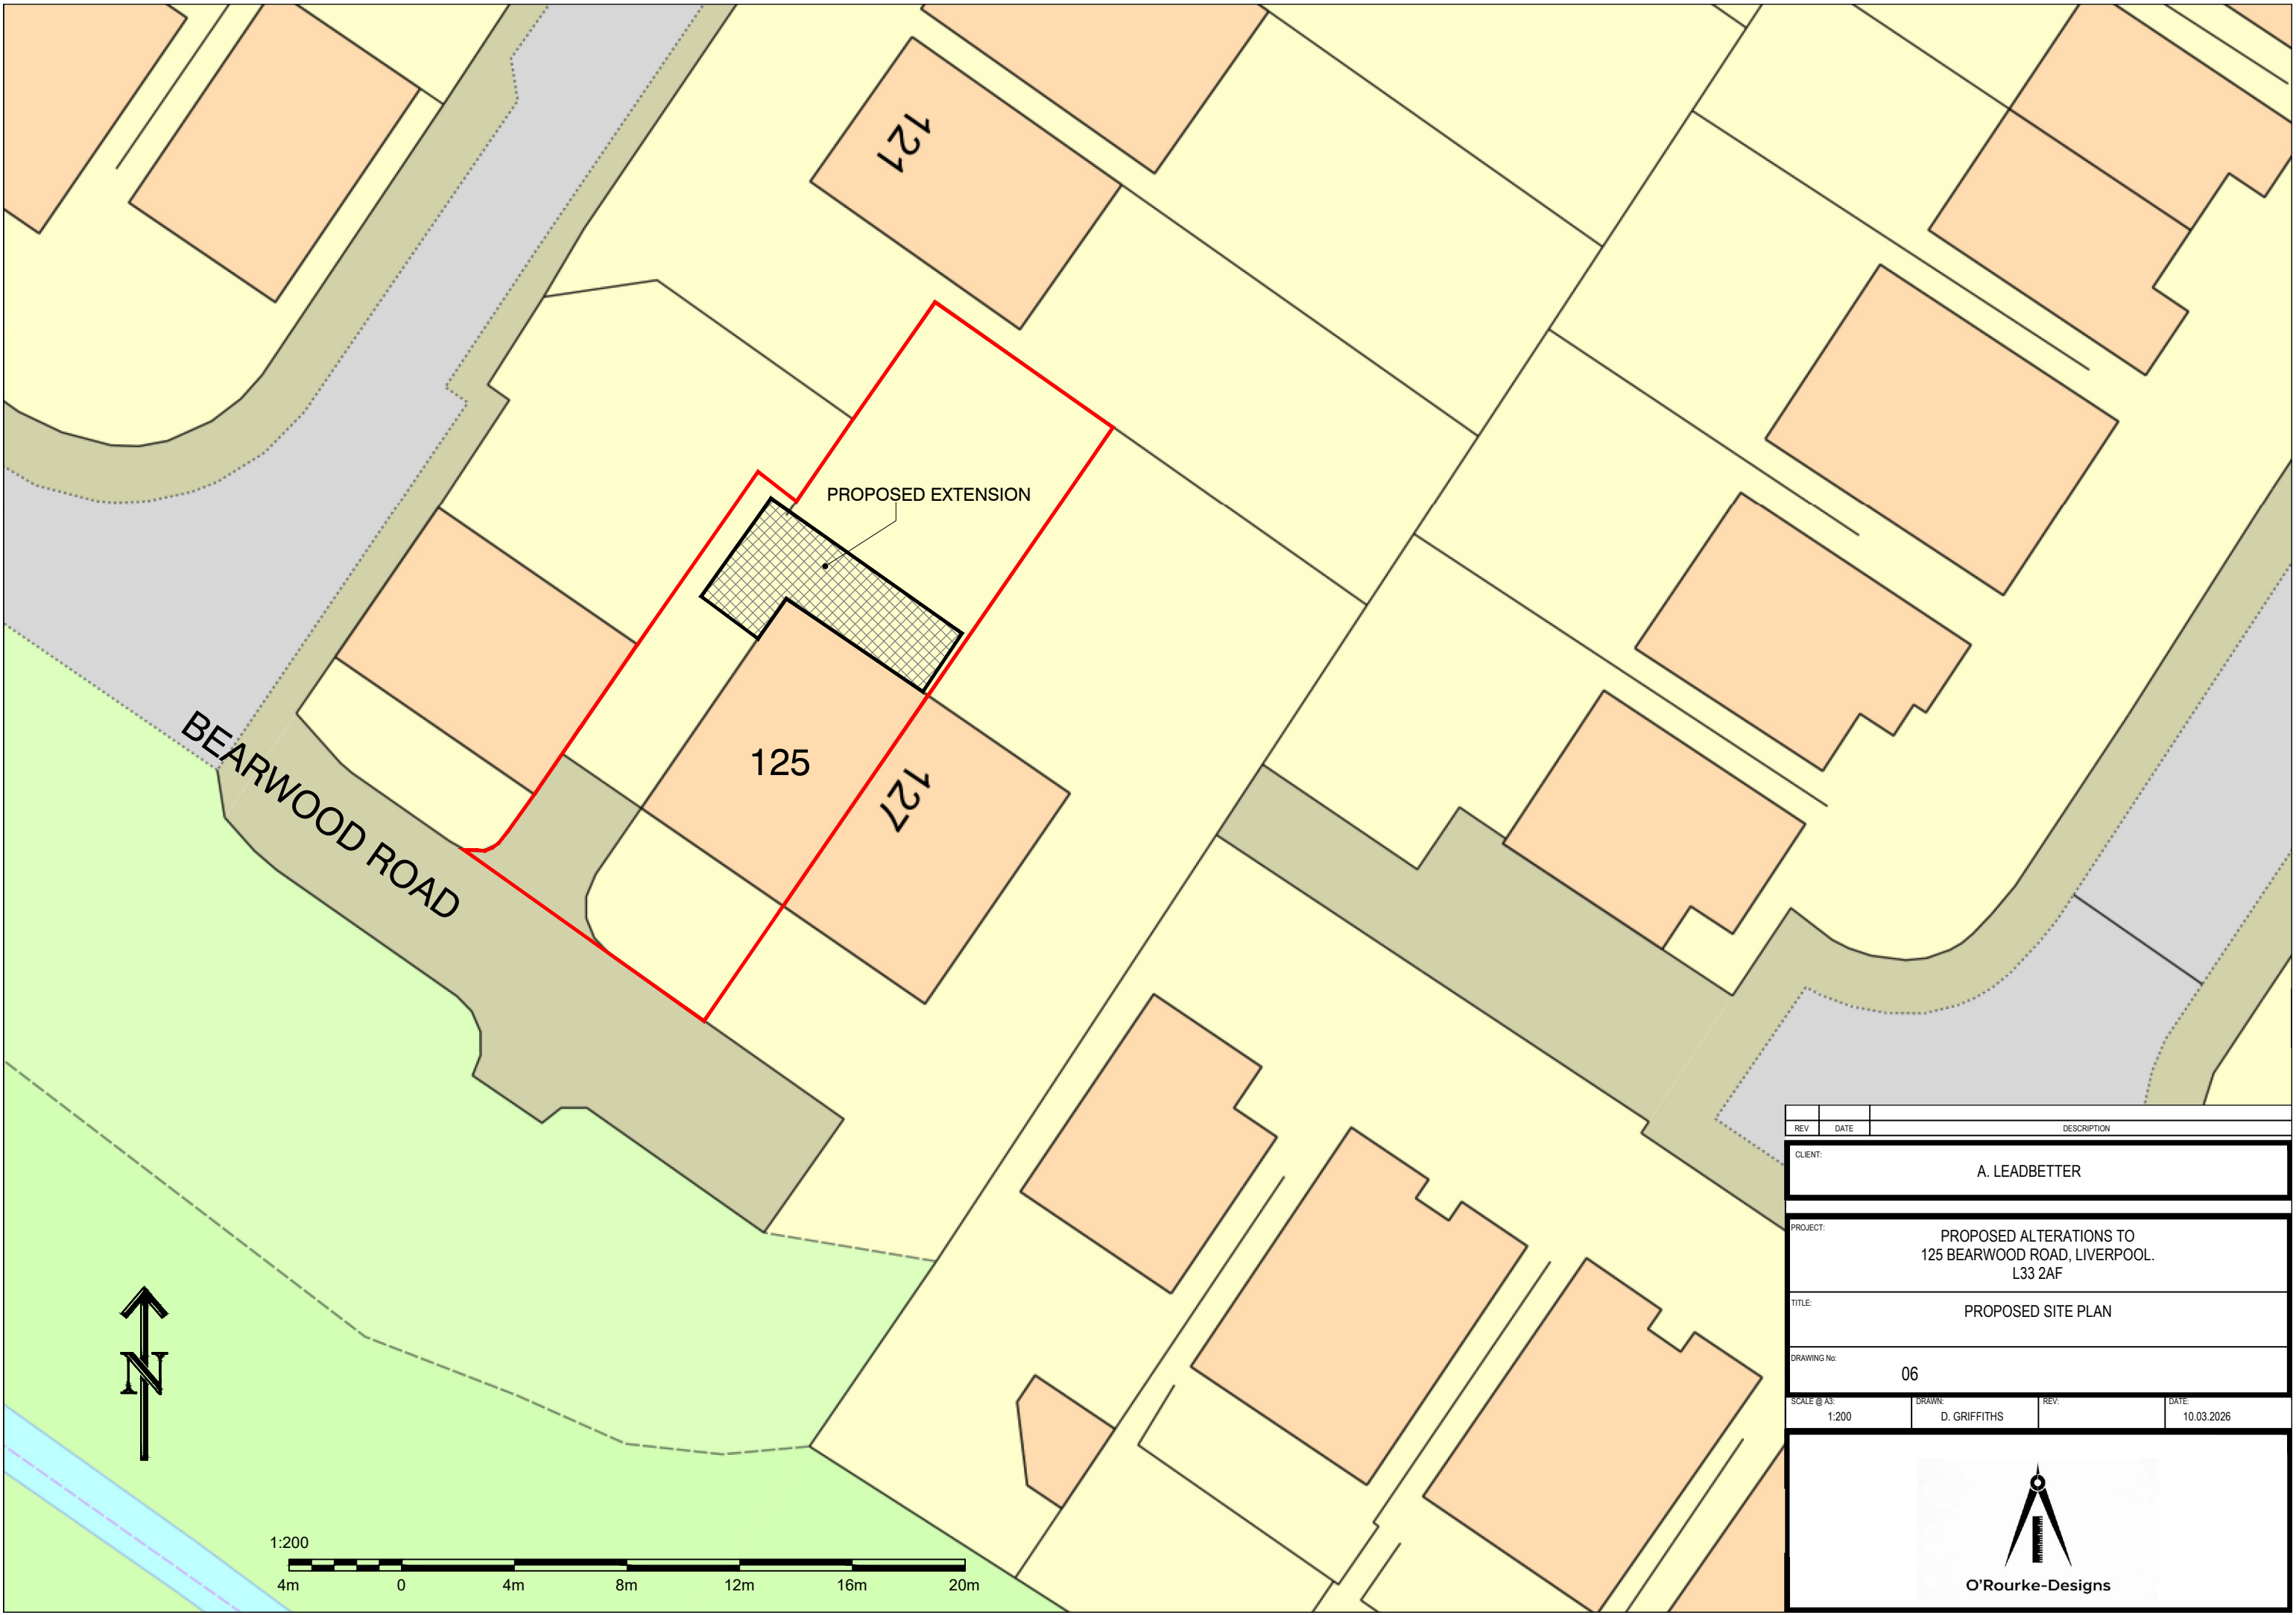 121
PROPOSED EXTENSION
125
127
BEARWOOD ROAD
N
1:200
4m 0 4m 8m 12m 16m 20m
REV DATE DESCRIPTION
CLIENT:
A. LEADBETTER
PROJECT:
PROPOSED ALTERATIONS TO
125 BEARWOOD ROAD, LIVERPOOL.
L33 2AF
TITLE:
PROPOSED SITE PLAN
DRAWING No:
06
SCALE @ A3: DRAWN: REV: DATE:
1:200 D. GRIFFITHS 10.03.2026
O'Rourke-Designs